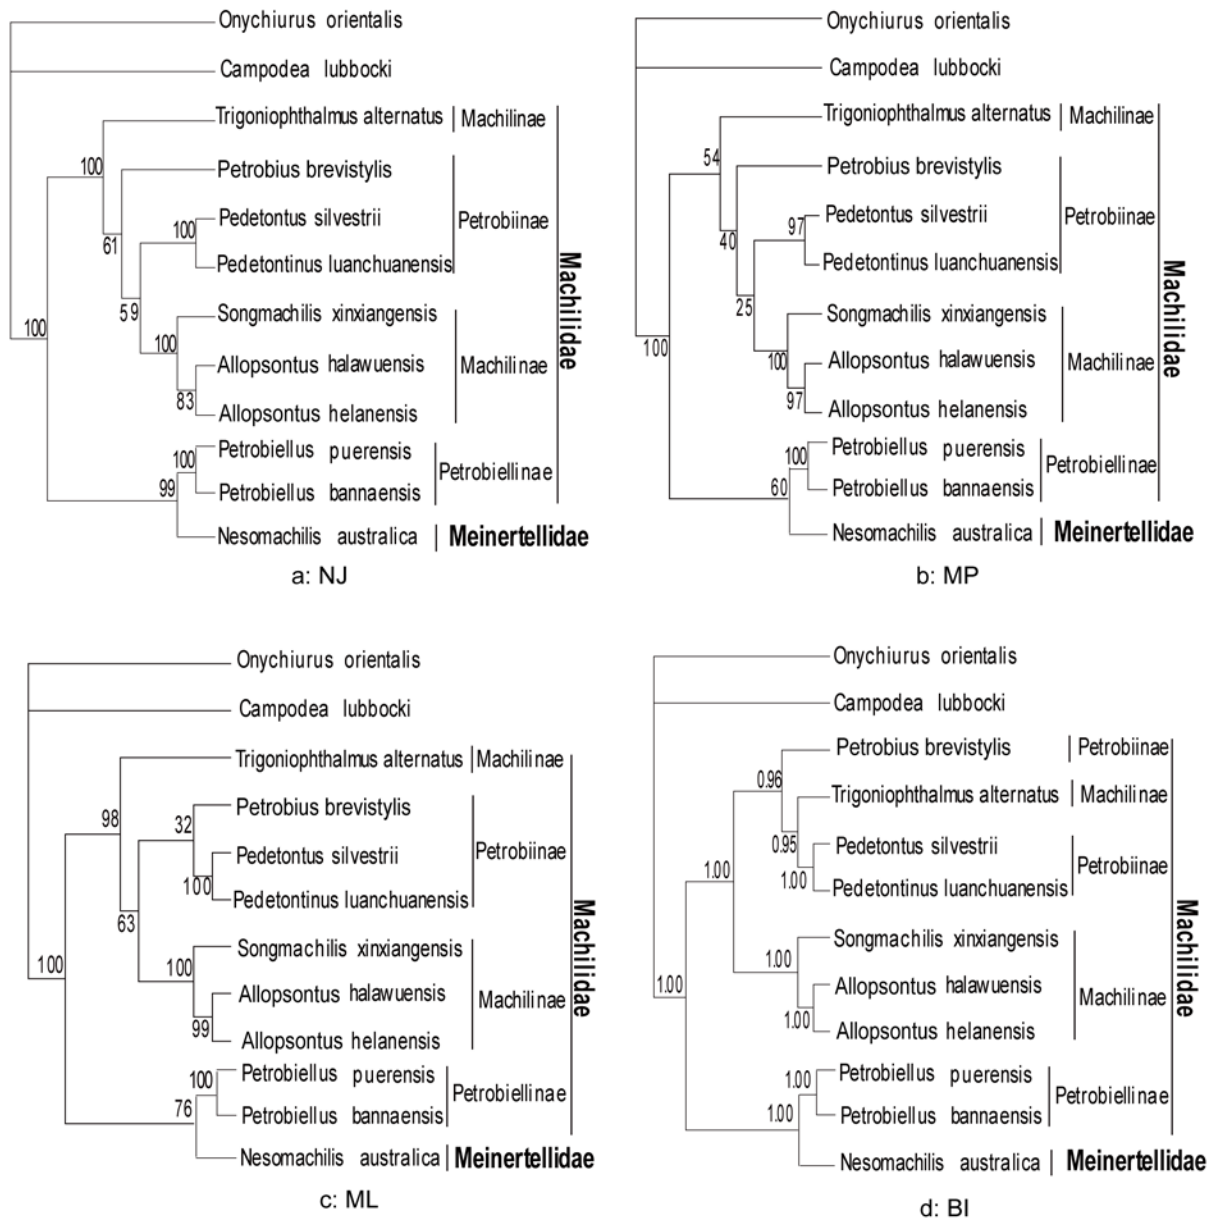 Onychiurus orientalis
Campodea lubbocki
Trigoniophthalmus alternatus
Machilinae
100
Petrobius brevistylis
Pedetontus silvestrii
100
Petrobiinae
61
Pedetontinus luanchuanensis
59
Songmachilis xinxiangensis
100
100
Allopsontus halawuensis
Machilinae
83
Allopsontus helanensis
Machilidae
Petrobiellus puerensis
100
Petrobiellinae
99
Petrobiellus bannaensis
Nesomachilis australica
Meinertellidae
a: NJ
Onychiurus orientalis
Campodea lubbocki
Trigoniophthalmus alternatus
Machilinae
54
Petrobius brevistylis
Pedetontus silvestrii
97
Petrobiinae
40
Pedetontinus luanchuanensis
25
Songmachilis xinxiangensis
100
100
Allopsontus halawuensis
Machilinae
97
Allopsontus helanensis
Machilidae
Petrobiellus puerensis
100
Petrobiellinae
60
Petrobiellus bannaensis
Nesomachilis australica
Meinertellidae
b: MP
Onychiurus orientalis
Campodea lubbocki
Trigoniophthalmus alternatus
Machilinae
98
Petrobius brevistylis
32
Pedetontus silvestrii
Petrobiinae
100
Pedetontinus luanchuanensis
63
Songmachilis xinxiangensis
100
100
Allopsontus halawuensis
Machilinae
99
Allopsontus helanensis
Machilidae
Petrobiellus puerensis
100
Petrobiellinae
76
Petrobiellus bannaensis
Nesomachilis australica
Meinertellidae
c: ML
Onychiurus orientalis
Campodea lubbocki
Petrobius brevistylis
Petrobiinae
0.96
Trigoniophthalmus alternatus
Machilinae
0.95
Pedetontus silvestrii
Petrobiinae
1.00
1.00
Pedetontinus luanchuanensis
Songmachilis xinxiangensis
1.00
1.00
Allopsontus halawuensis
Machilinae
1.00
Allopsontus helanensis
Machilidae
Petrobiellus puerensis
1.00
Petrobiellinae
1.00
Petrobiellus bannaensis
Nesomachilis australica
Meinertellidae
d: BI